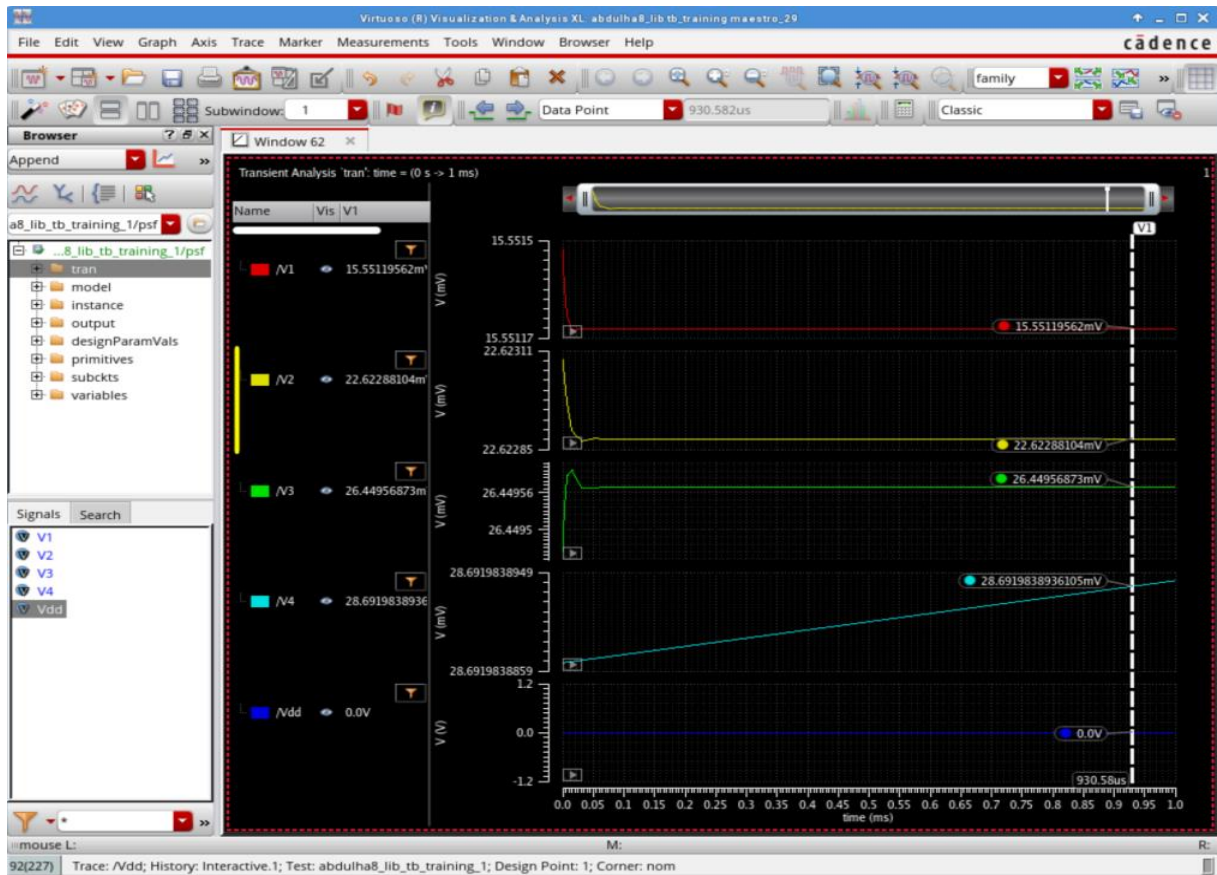 Virtuoso (R) Visualization & Analysis XL abdulha8_lib tb_training maestro_29
File Edit View Graph Axis Trace Marker Measurements Tools Window Browser Help
cādence
family
»
Subwindow: 1
Data Point
930.582us
Classic
Browser
Window 62
Append
»
a8_lib_tb_training_1/psf
...8_lib_tb_training_1/psf
tran
model
instance
output
designParamVals
primitives
subckts
variables
Signals Search
V1
V2
V3
V4
Vdd
Transient Analysis `tran': time = (0 s -> 1 ms)
1
Name Vis V1
V1
/V1 15.55119562m
15.5515
V (mV)
15.55117
15.55119562mV
/V2 22.62288104m
22.62311
V (mV)
22.62285
22.62288104mV
/V3 26.44956873m
26.44956
V (mV)
26.4495
26.44956873mV
/V4 28.6919838936
28.6919838949
V (mV)
28.6919838859
28.6919838936105mV
/Vdd 0.0V
1.2
V (V)
0.0
-1.2
0.0V
930.58us
0.0 0.05 0.1 0.15 0.2 0.25 0.3 0.35 0.4 0.45 0.5 0.55 0.6 0.65 0.7 0.75 0.8 0.85 0.9 0.95 1.0
time (ms)
mouse L: M: R:
92(227) Trace: /Vdd; History: Interactive.1; Test: abdulha8_lib_tb_training_1; Design Point: 1; Corner: nom